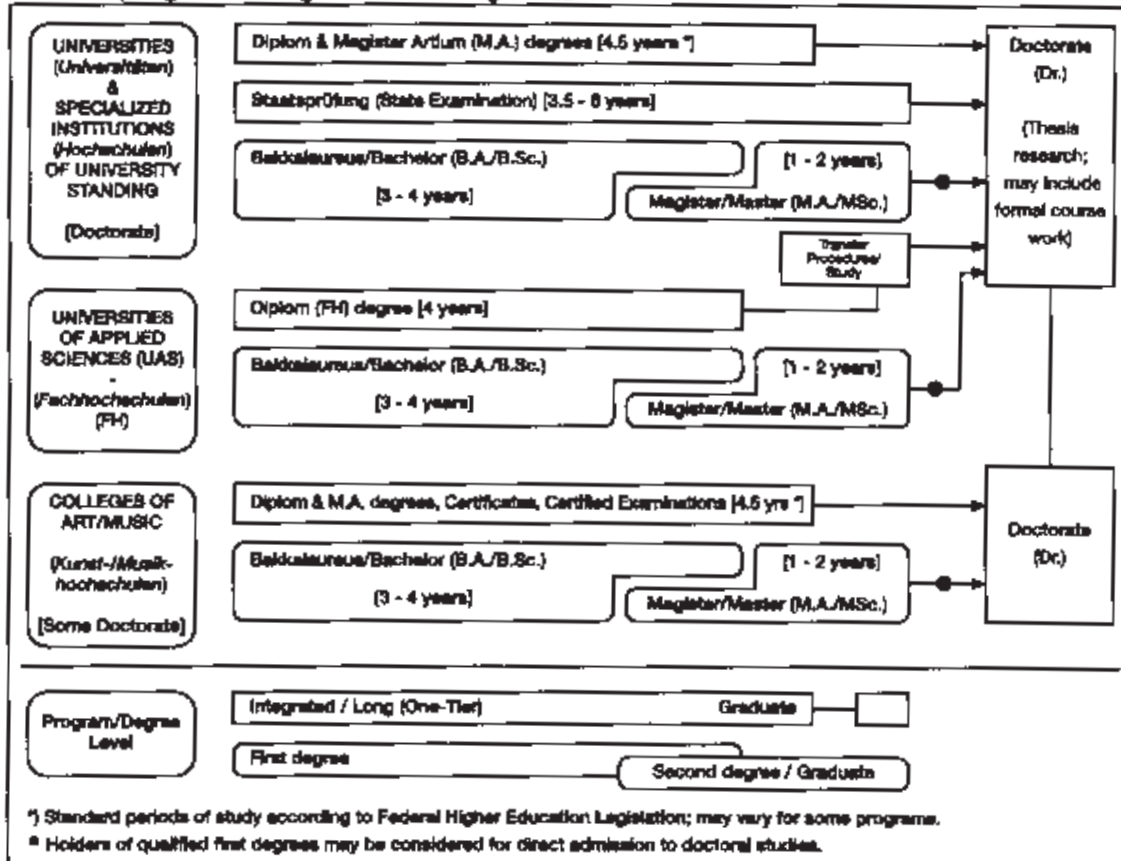 UNIVERSITIES
(Universitäten)
&
SPECIALIZED
INSTITUTIONS
(Hochschulen)
OF UNIVERSITY
STANDING
[Doctorate]
Diplom & Magister Artium (M.A.) degrees [4.5 years *]
Staatsprüfung (State Examination) [3.5 - 6 years]
Bakkalaureus/Bachelor (B.A./B.Sc.)
[3 - 4 years]
[1 - 2 years]
Magister/Master (M.A./MSc.)
Transfer
Procedures/
Study
Doctorate
(Dr.)
(Thesis
research;
may include
formal course
work)
UNIVERSITIES
OF APPLIED
SCIENCES (UAS)
-
(Fachhochschulen)
(FH)
Diplom (FH) degree [4 years]
Bakkalaureus/Bachelor (B.A./B.Sc.)
[3 - 4 years]
[1 - 2 years]
Magister/Master (M.A./MSc.)
COLLEGES OF
ART/MUSIC
(Kunst-/Musik-
hochschulen)
[Some Doctorate]
Diplom & M.A. degrees, Certificates, Certified Examinations [4.5 yrs *]
Bakkalaureus/Bachelor (B.A./B.Sc.)
[3 - 4 years]
[1 - 2 years]
Magister/Master (M.A./MSc.)
Doctorate
(Dr.)
Program/Degree
Level
Integrated / Long (One-Tier) Graduate
First degree
Second degree / Graduate
*) Standard periods of study according to Federal Higher Education Legislation; may vary for some programs.
● Holders of qualified first degrees may be considered for direct admission to doctoral studies.